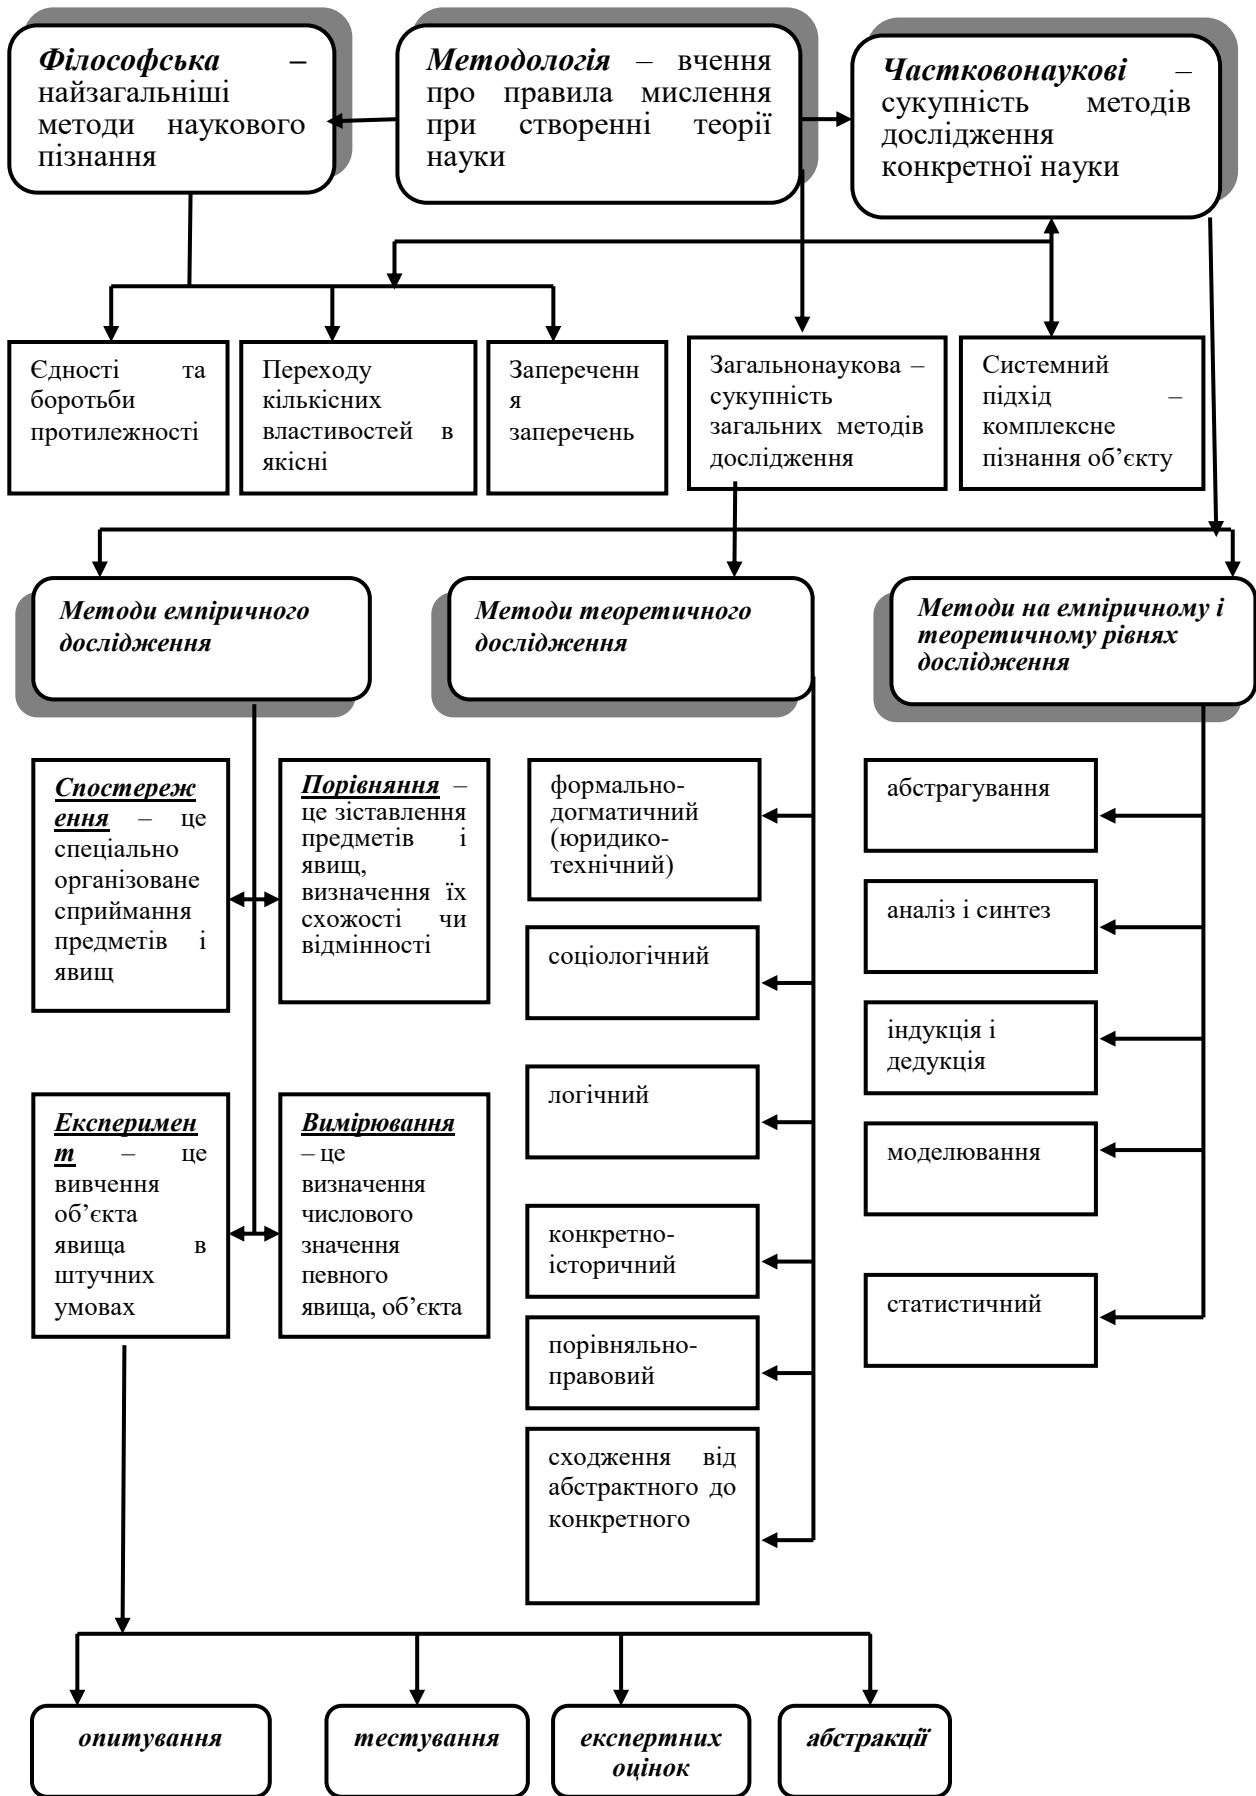 Філософська –
найзагальніші
методи наукового
пізнання
Методологія – вчення
про правила мислення
при створенні теорії
науки
Частковонаукові –
сукупність методів
дослідження
конкретної науки
Єдності та
боротьби
протилежності
Переходу
кількісних
властивостей в
якісні
Заперечен​н
я
заперечень
Загальнонаукова –
сукупність
загальних методів
дослідження
Системний
підхід –
комплексне
пізнання об’єкту
Методи емпіричного
дослідження
Методи теоретичного
дослідження
Методи на емпіричному і
теоретичному рівнях
дослідження
Спостереж
ення – це
спеціально
організоване
сприймання
предметів і
явищ
Порівняння –
це зіставлення
предметів і
явищ,
визначення їх
схожості чи
відмінності
формально-
догматичний
(юридико-
технічний)
абстрагування
аналіз і синтез
соціологічний
індукція і
дедукція
логічний
Експеримен
т – це
вивчення
об’єкта
явища в
штучних
умовах
Вимірювання
– це
визначення
числового
значення
певного
явища, об’єкта
моделювання
конкретно-
історичний
статистичний
порівняльно-
правовий
сходження від
абстрактного до
конкретного
опитування
тестування
експертних
оцінок
абстракції